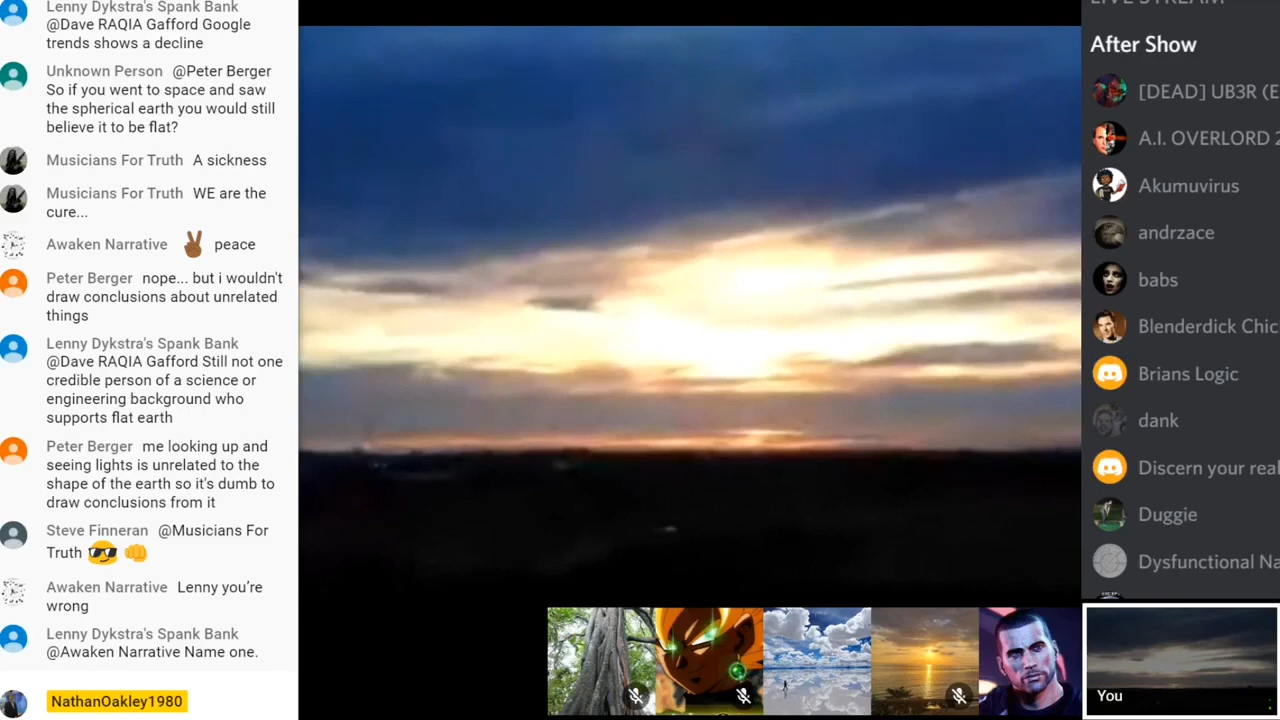 Lenny Dykstra's Spank Bank
@Dave RAQIA Gafford Google
trends shows a decline
Unknown Person @Peter Berger
So if you went to space and saw
the spherical earth you would still
believe it to be flat?
Musicians For Truth A sickness
Musicians For Truth WE are the
cure...
Awaken Narrative ✌🏾 peace
Peter Berger nope... but i wouldn't
draw conclusions about unrelated
things
Lenny Dykstra's Spank Bank
@Dave RAQIA Gafford Still not one
credible person of a science or
engineering background who
supports flat earth
Peter Berger me looking up and
seeing lights is unrelated to the
shape of the earth so it's dumb to
draw conclusions from it
Steve Finneran @Musicians For
Truth 😎 👊
Awaken Narrative Lenny you're
wrong
Lenny Dykstra's Spank Bank
@Awaken Narrative Name one.
NathanOakley1980
LIVE STREAM
After Show
[DEAD] UB3R (E
A.I. OVERLORD 2
Akumuvirus
andrzace
babs
Blenderdick Chic
Brians Logic
dank
Discern your real
Duggie
Dysfunctional Na
You